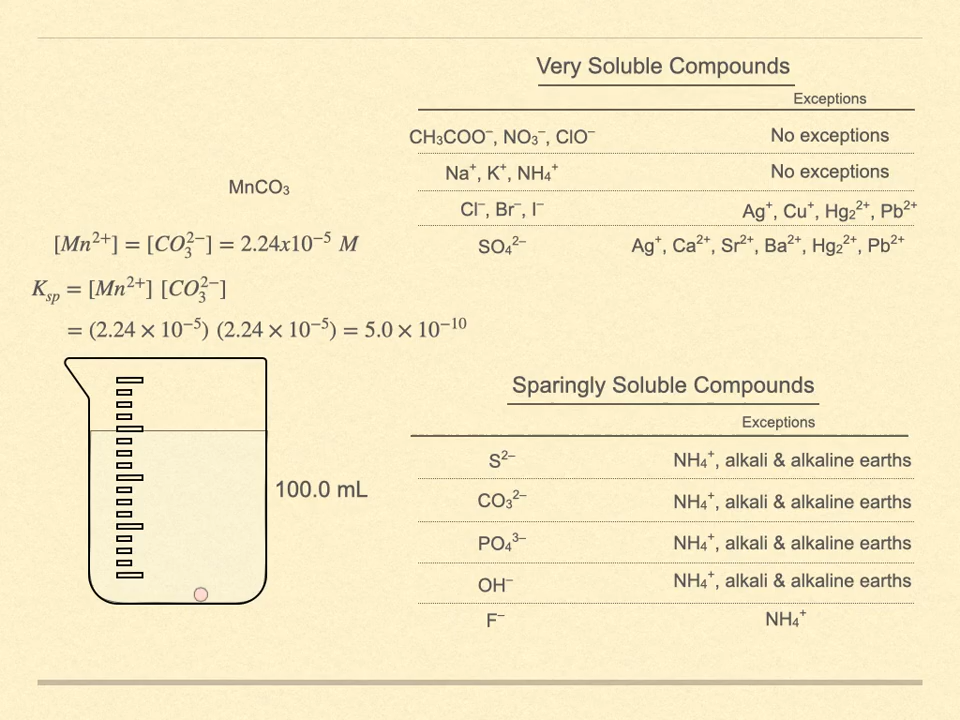 Very Soluble Compounds
Exceptions
CH₃COO⁻, NO₃⁻, ClO⁻ No exceptions
Na⁺, K⁺, NH₄⁺ No exceptions
Cl⁻, Br⁻, I⁻ Ag⁺, Cu⁺, Hg₂²⁺, Pb²⁺
SO₄²⁻ Ag⁺, Ca²⁺, Sr²⁺, Ba²⁺, Hg₂²⁺, Pb²⁺
MnCO₃
[Mn²⁺] = [CO₃²⁻] = 2.24x10⁻⁵ M
Kₛₚ = [Mn²⁺] [CO₃²⁻]
= (2.24 × 10⁻⁵) (2.24 × 10⁻⁵) = 5.0 × 10⁻¹⁰
100.0 mL
Sparingly Soluble Compounds
Exceptions
S²⁻ NH₄⁺, alkali & alkaline earths
CO₃²⁻ NH₄⁺, alkali & alkaline earths
PO₄³⁻ NH₄⁺, alkali & alkaline earths
OH⁻ NH₄⁺, alkali & alkaline earths
F⁻ NH₄⁺